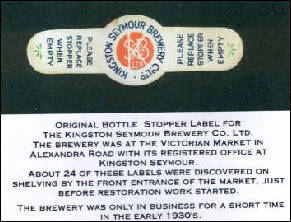 KINGSTON SEYMOUR BREWERY CO LTD
PLEASE
REPLACE
STOPPER
WHEN
EMPTY
PLEASE
REPLACE
STOPPER
WHEN
EMPTY
ORIGINAL BOTTLE STOPPER LABEL FOR
THE KINGSTON SEYMOUR BREWERY CO. LTD.
THE BREWERY WAS AT THE VICTORIAN MARKET IN
ALEXANDRA ROAD WITH ITS REGISTERED OFFICE AT
KINGSTON SEYMOUR.
ABOUT 24 OF THESE LABELS WERE DISCOVERED ON
SHELVING BY THE FRONT ENTRANCE OF THE MARKET, JUST
BEFORE RESTORATION WORK STARTED.
THE BREWERY WAS ONLY IN BUSINESS FOR A SHORT TIME
IN THE EARLY 1930'S.